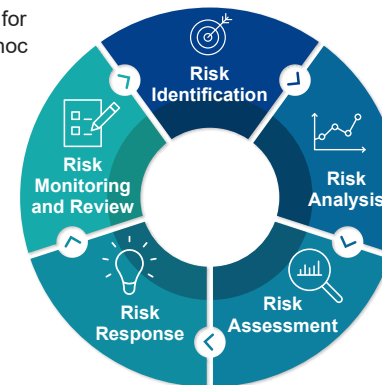 for
hoc
Risk
Identification
Risk
Analysis
Risk
Assessment
Risk
Response
Risk
Monitoring
and Review